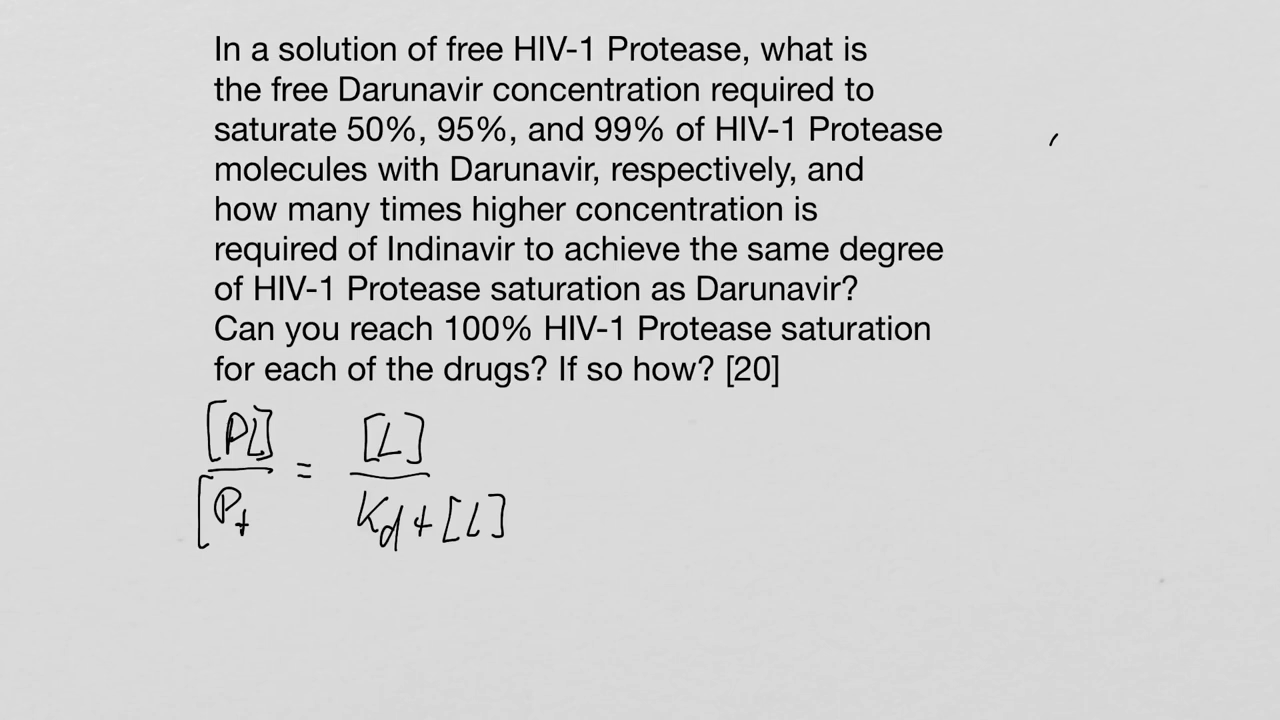 In a solution of free HIV-1 Protease, what is
the free Darunavir concentration required to
saturate 50%, 95%, and 99% of HIV-1 Protease
molecules with Darunavir, respectively, and
how many times higher concentration is
required of Indinavir to achieve the same degree
of HIV-1 Protease saturation as Darunavir?
Can you reach 100% HIV-1 Protease saturation
for each of the drugs? If so how? [20]
[PL] / [Pt = [L] / Kd + [L]